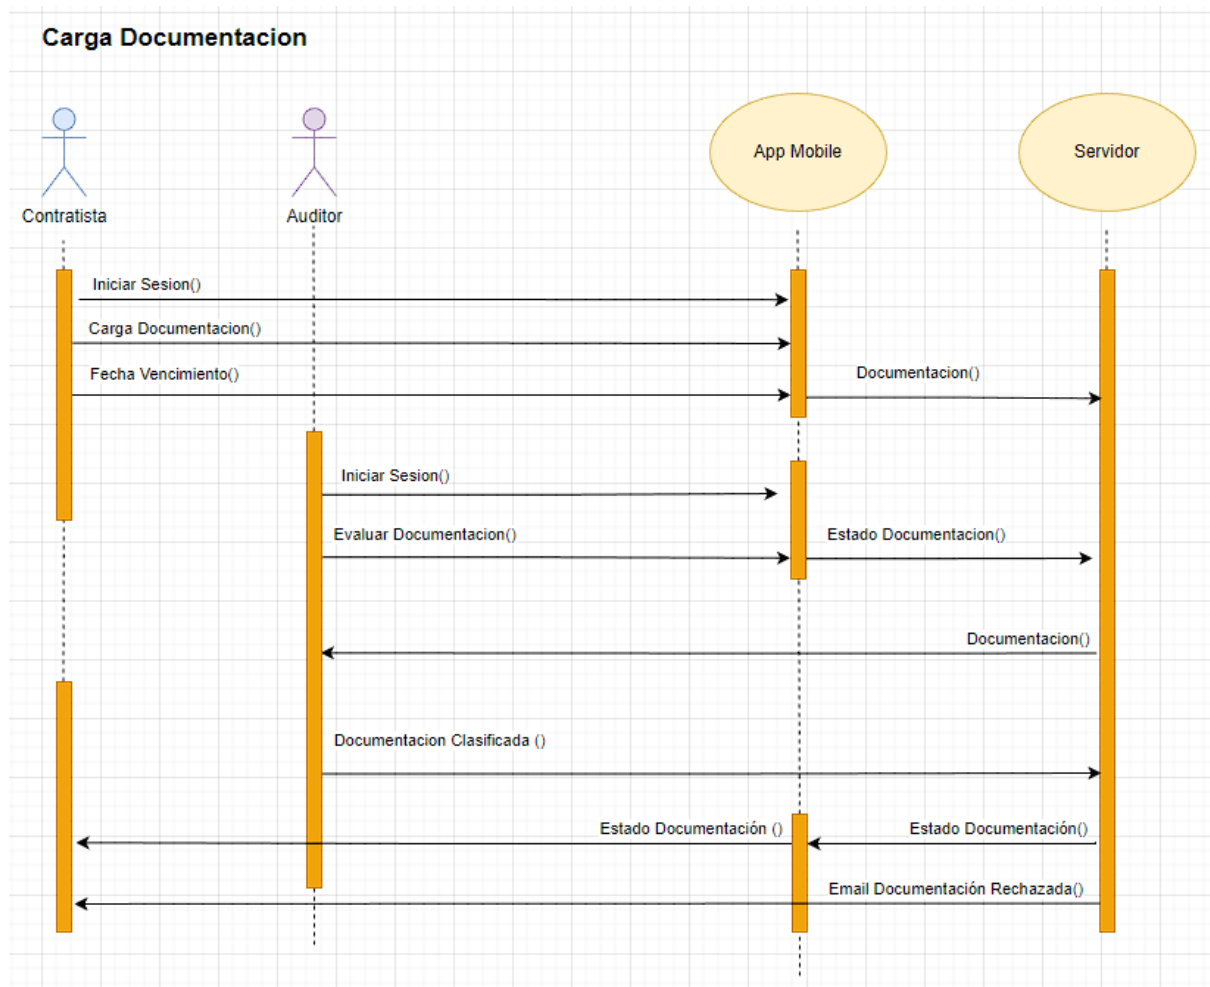 Carga Documentacion
App Mobile
Servidor
Contratista
Auditor
Iniciar Sesion()
Carga Documentacion()
Fecha Vencimiento()
Documentacion()
Iniciar Sesion()
Evaluar Documentacion()
Estado Documentacion()
Documentacion()
Documentacion Clasificada ()
Estado Documentación ()
Estado Documentación()
Email Documentación Rechazada()